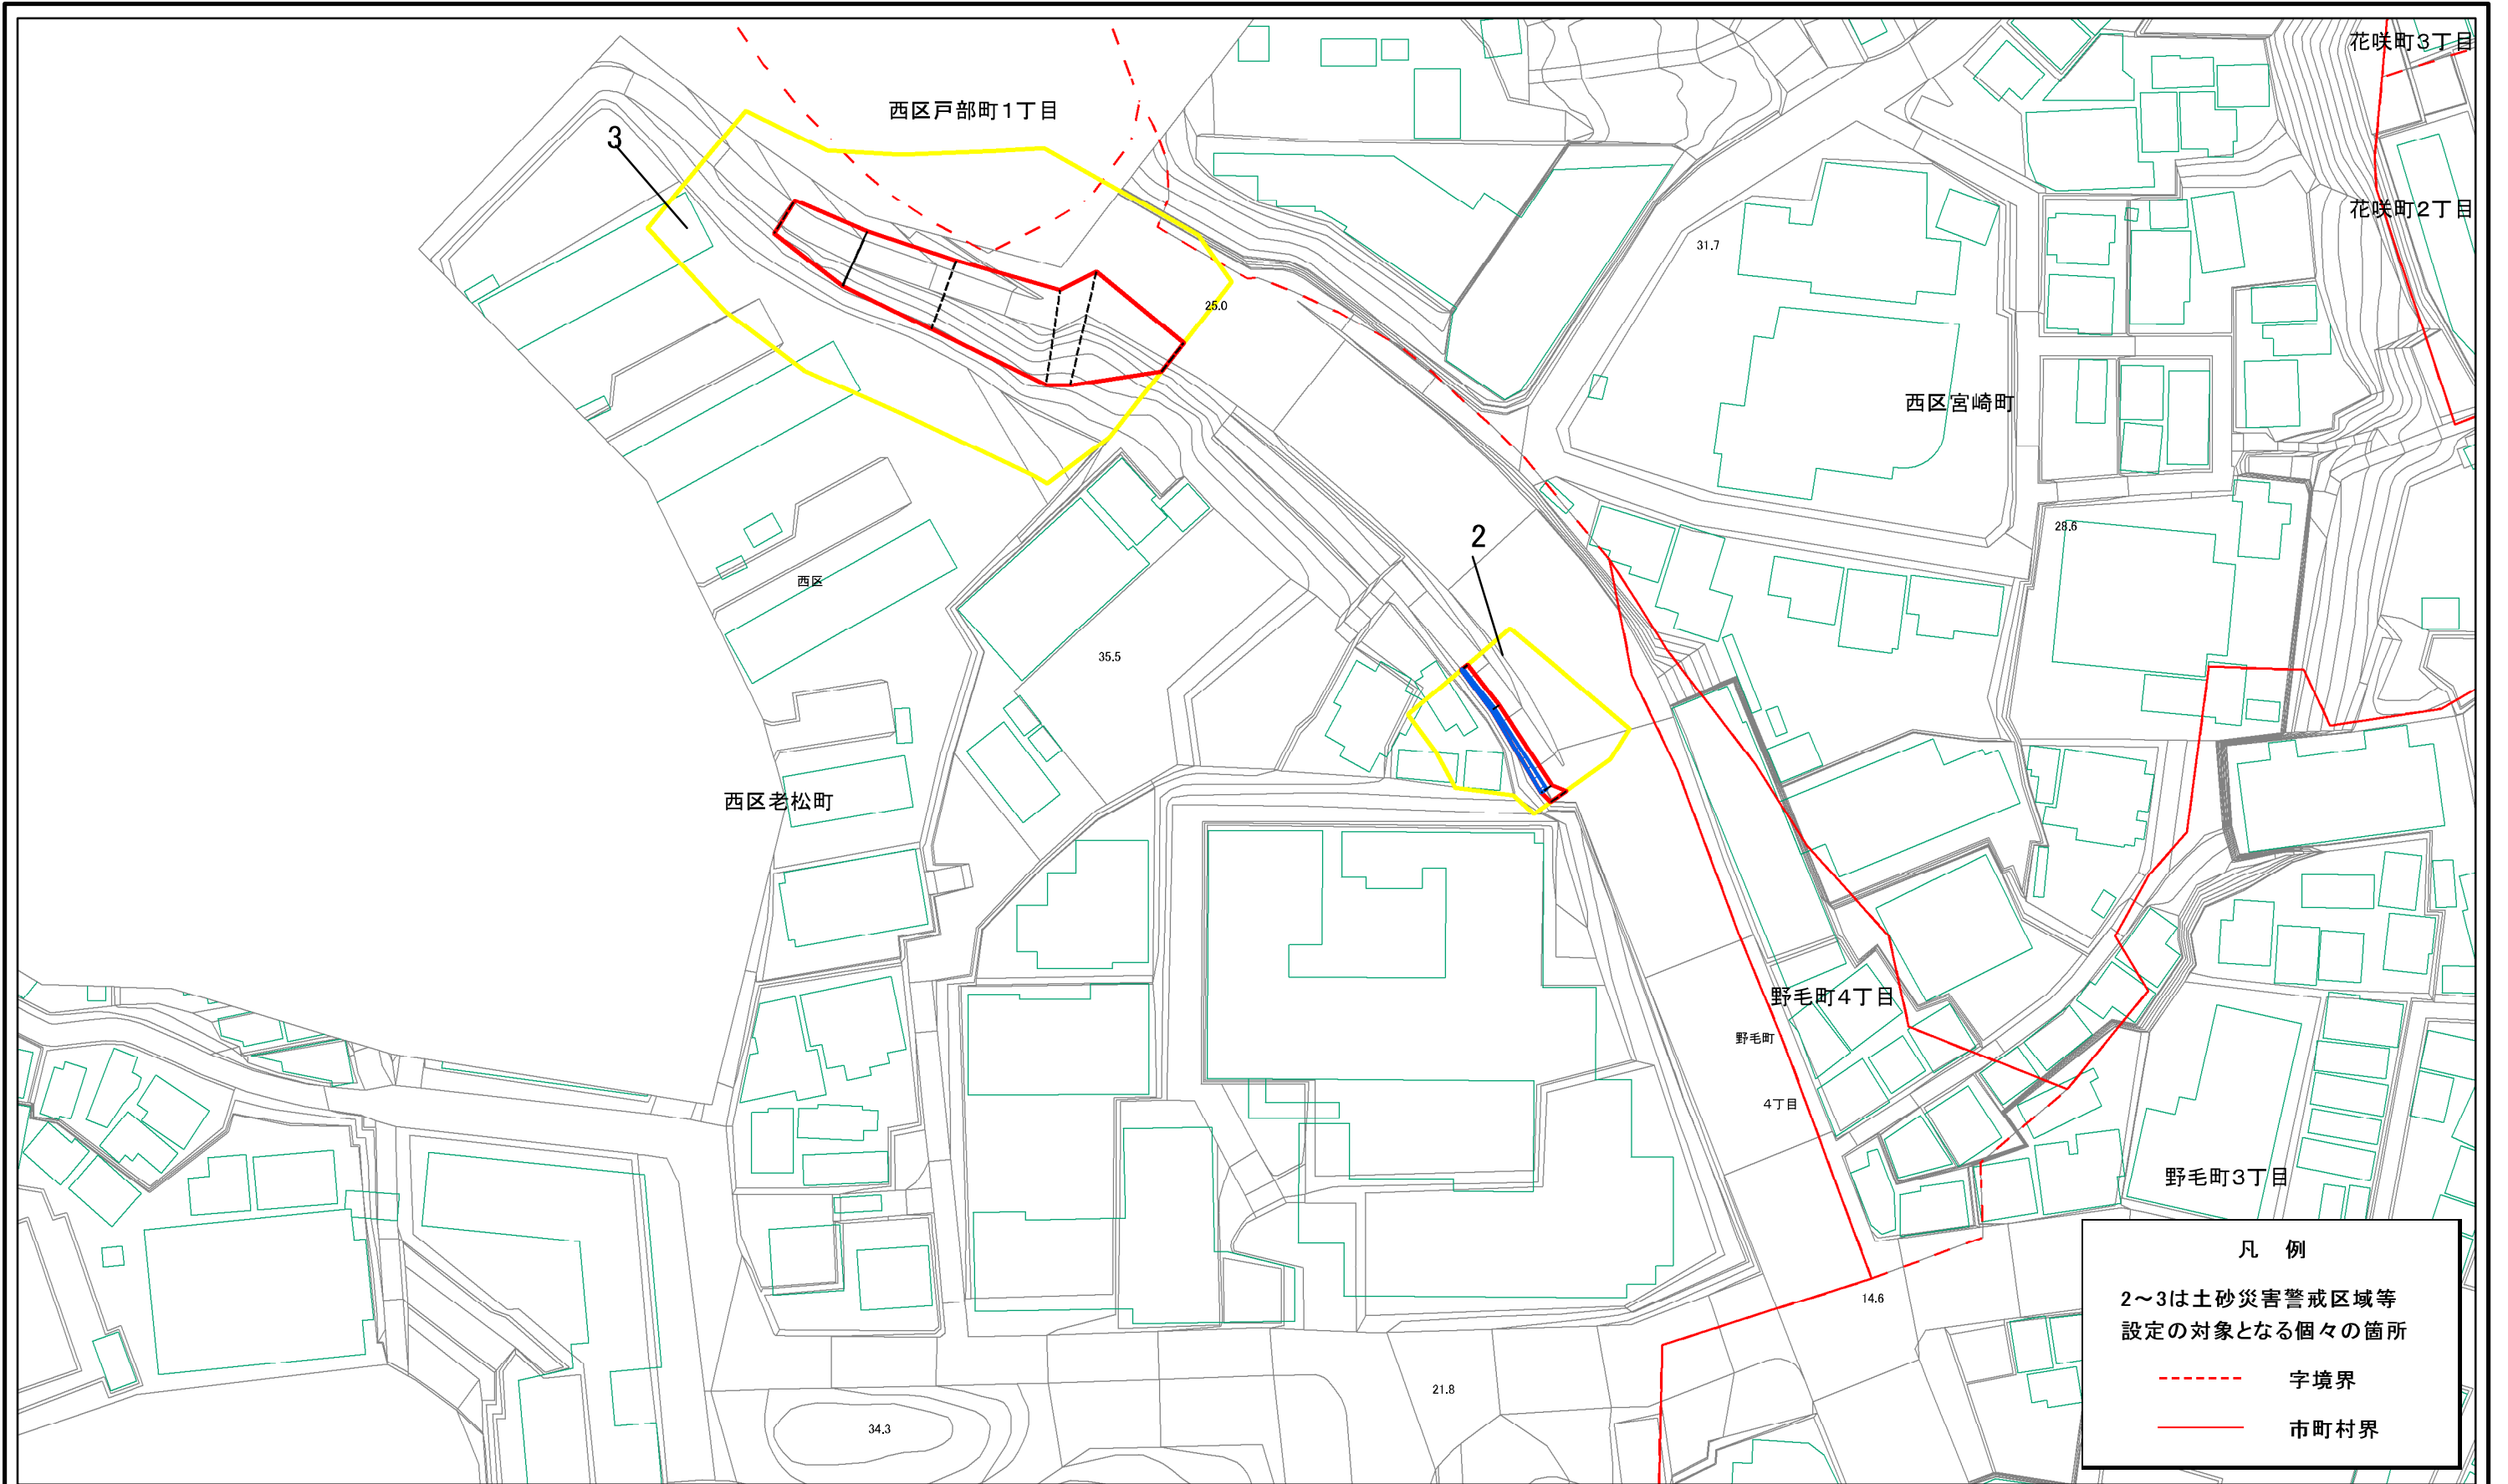 花咲町3丁目
西区戸部町1丁目
3
花咲町2丁目
31.7
25.0
西区宮崎町
28.6
2
西区
35.5
西区老松町
野毛町4丁目
野毛町
4丁目
野毛町3丁目
14.6
21.8
34.3
凡 例
2～3は土砂災害警戒区域等
設定の対象となる個々の箇所
字境界
市町村界